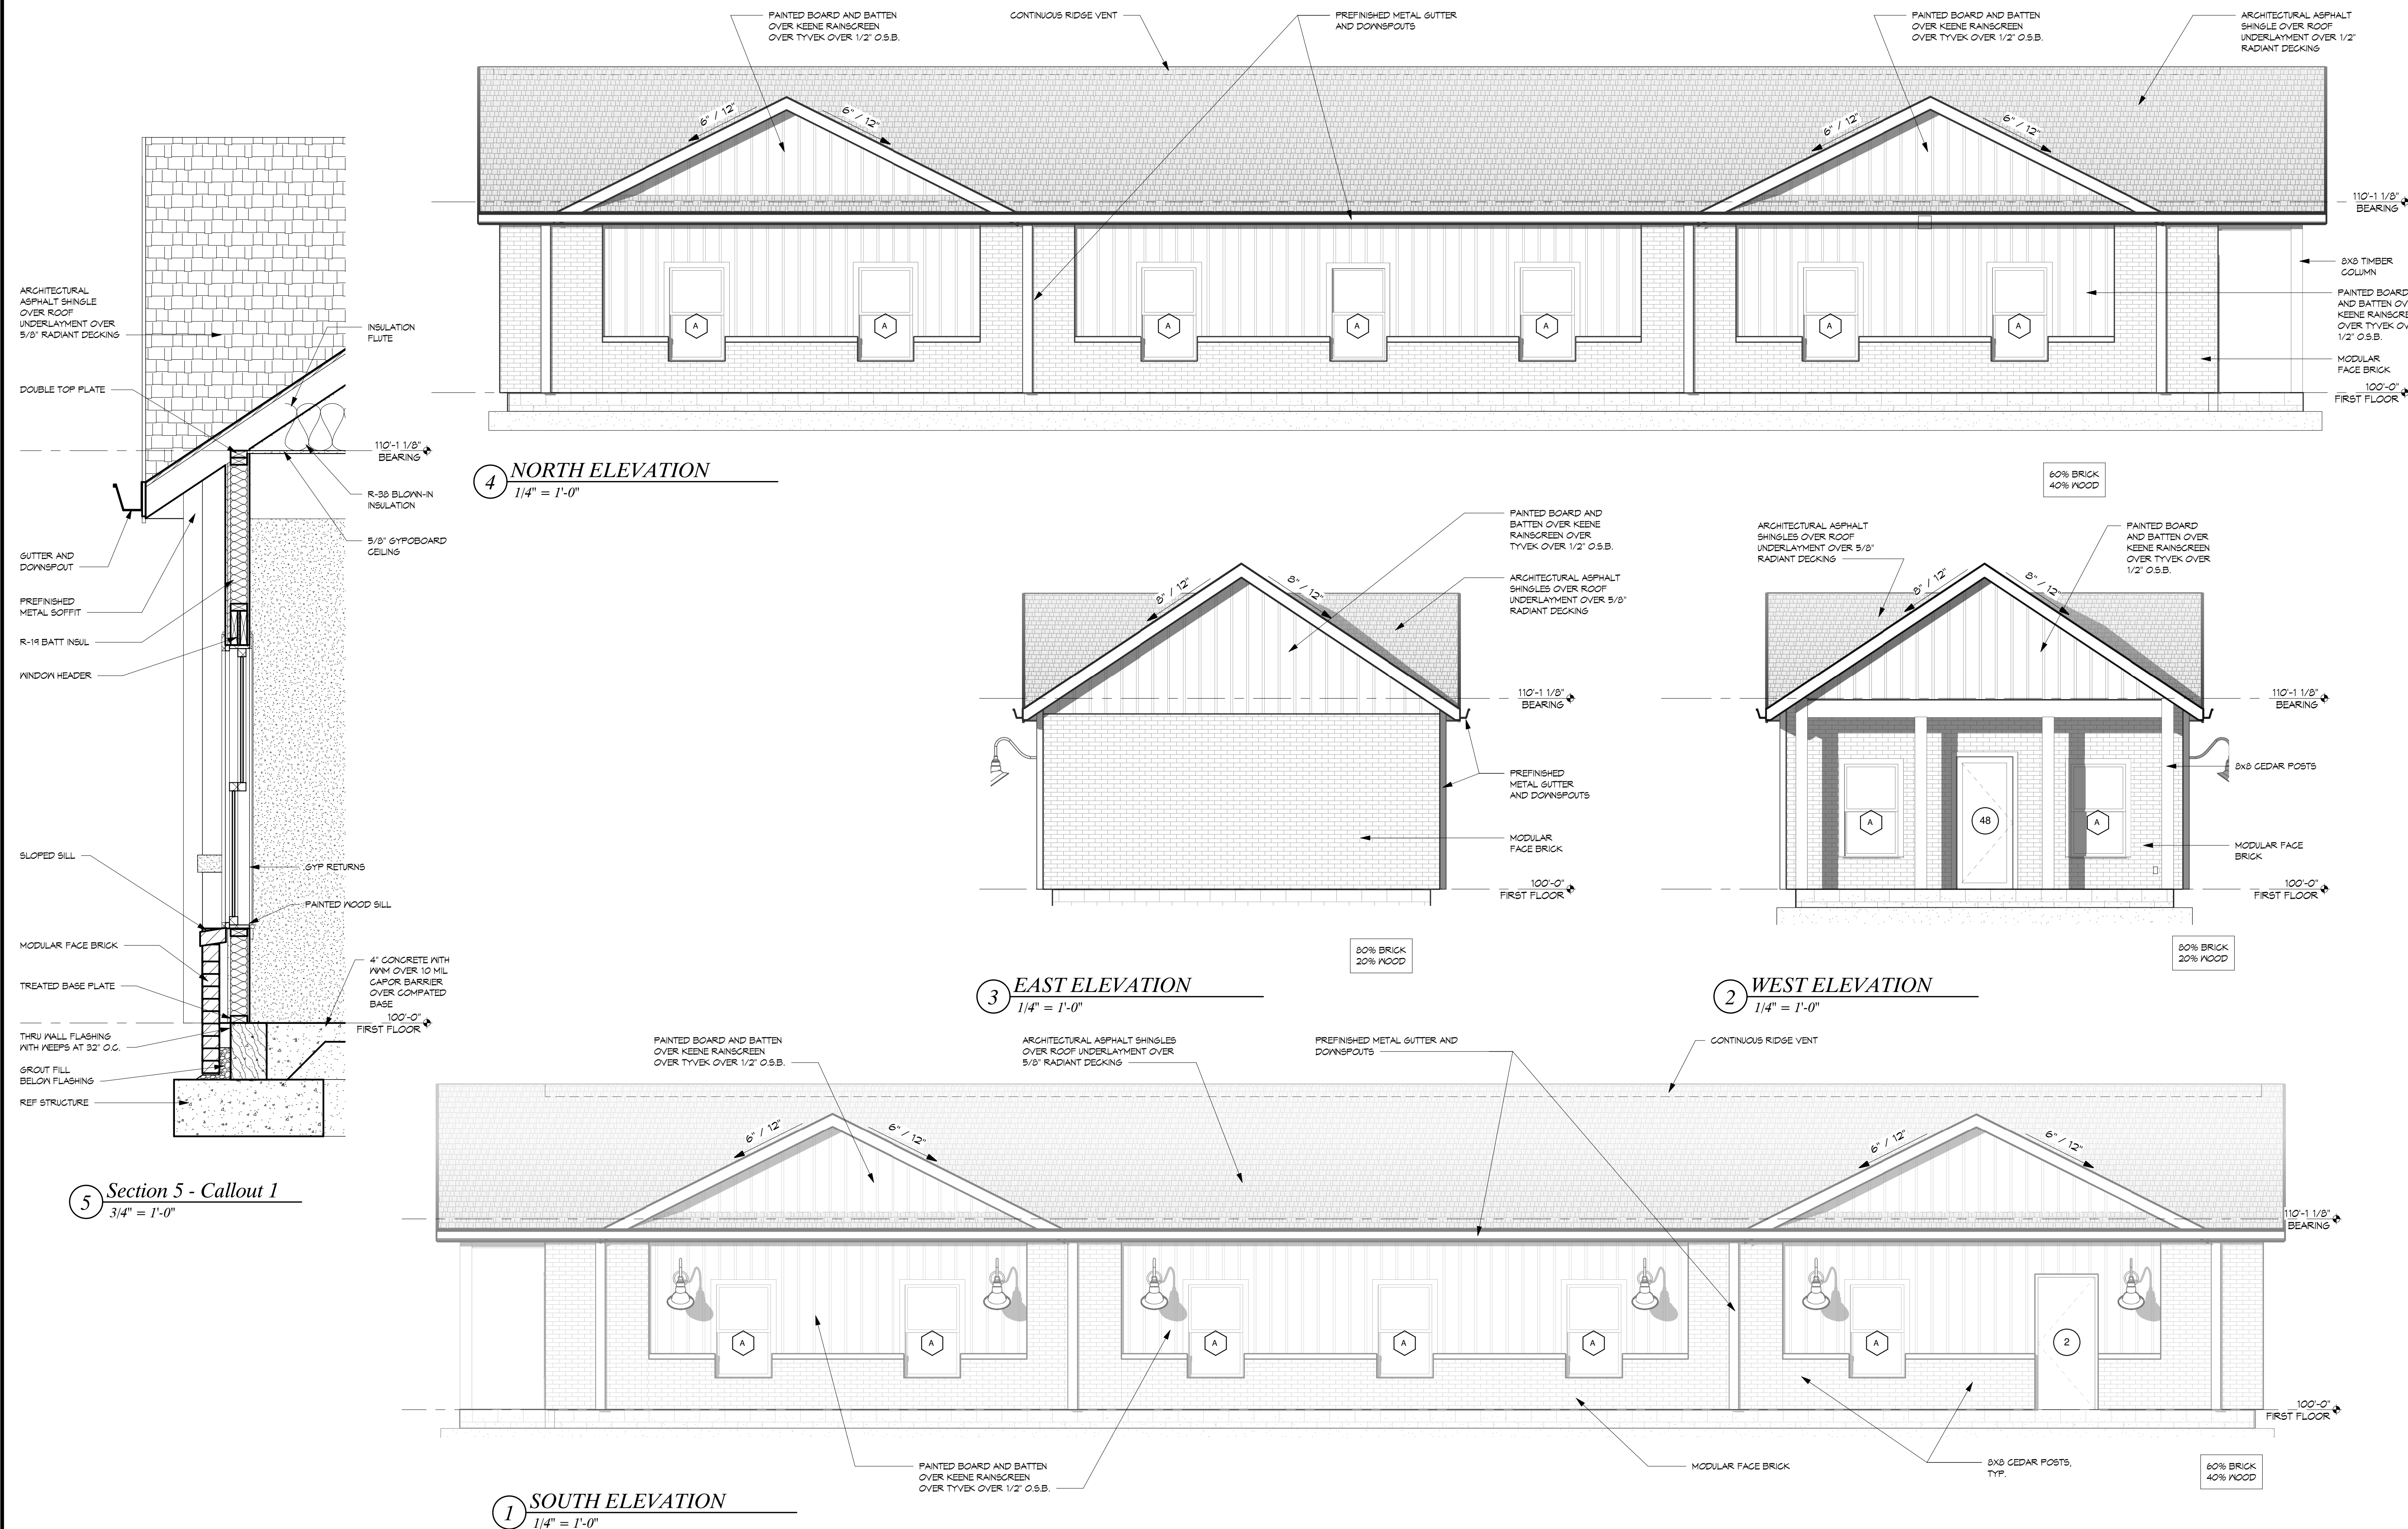 PAINTED BOARD AND BATTEN
OVER KEENE RAINSCREEN
OVER TYVEK OVER 1/2" O.S.B.
CONTINUOUS RIDGE VENT
PREFINISHED METAL GUTTER
AND DOWNSPOUTS
PAINTED BOARD AND BATTEN
OVER KEENE RAINSCREEN
OVER TYVEK OVER 1/2" O.S.B.
ARCHITECTURAL ASPHALT
SHINGLE OVER ROOF
UNDERLAYMENT OVER 1/2"
RADIANT DECKING
6" / 12"
6" / 12"
6" / 12"
6" / 12"
110'-1 1/8"
BEARING
8X8 TIMBER
COLUMN
PAINTED BOARD
AND BATTEN OV
KEENE RAINSCRE
OVER TYVEK OV
1/2" O.S.B.
MODULAR
FACE BRICK
100'-0"
FIRST FLOOR
A
A
A
A
A
A
A
4
NORTH ELEVATION
1/4" = 1'-0"
60% BRICK
40% WOOD
ARCHITECTURAL
ASPHALT SHINGLE
OVER ROOF
UNDERLAYMENT OVER
5/8" RADIANT DECKING
INSULATION
FLUTE
DOUBLE TOP PLATE
110'-1 1/8"
BEARING
R-38 BLOWN-IN
INSULATION
5/8" GYPOBOARD
CEILING
GUTTER AND
DOWNSPOUT
PREFINISHED
METAL SOFFIT
R-19 BATT INSUL
WINDOW HEADER
SLOPED SILL
GYP RETURNS
PAINTED WOOD SILL
MODULAR FACE BRICK
4" CONCRETE WITH
WWM OVER 10 MIL
CAPOR BARRIER
OVER COMPATED
BASE
TREATED BASE PLATE
100'-0"
FIRST FLOOR
THRU WALL FLASHING
WITH WEEPS AT 32" O.C.
GROUT FILL
BELOW FLASHING
REF STRUCTURE
5
Section 5 - Callout 1
3/4" = 1'-0"
PAINTED BOARD AND
BATTEN OVER KEENE
RAINSCREEN OVER
TYVEK OVER 1/2" O.S.B.
ARCHITECTURAL ASPHALT
SHINGLES OVER ROOF
UNDERLAYMENT OVER 5/8"
RADIANT DECKING
8" / 12"
8" / 12"
110'-1 1/8"
BEARING
PREFINISHED
METAL GUTTER
AND DOWNSPOUTS
MODULAR
FACE BRICK
100'-0"
FIRST FLOOR
80% BRICK
20% WOOD
3
EAST ELEVATION
1/4" = 1'-0"
ARCHITECTURAL ASPHALT
SHINGLES OVER ROOF
UNDERLAYMENT OVER 5/8"
RADIANT DECKING
PAINTED BOARD
AND BATTEN OVER
KEENE RAINSCREEN
OVER TYVEK OVER
1/2" O.S.B.
8" / 12"
8" / 12"
110'-1 1/8"
BEARING
8x8 CEDAR POSTS
A
48
A
MODULAR FACE
BRICK
100'-0"
FIRST FLOOR
80% BRICK
20% WOOD
2
WEST ELEVATION
1/4" = 1'-0"
PAINTED BOARD AND BATTEN
OVER KEENE RAINSCREEN
OVER TYVEK OVER 1/2" O.S.B.
ARCHITECTURAL ASPHALT SHINGLES
OVER ROOF UNDERLAYMENT OVER
5/8" RADIANT DECKING
PREFINISHED METAL GUTTER AND
DOWNSPOUTS
CONTINUOUS RIDGE VENT
6" / 12"
6" / 12"
6" / 12"
6" / 12"
110'-1 1/8"
BEARING
A
A
A
A
A
A
2
100'-0"
FIRST FLOOR
PAINTED BOARD AND BATTEN
OVER KEENE RAINSCREEN
OVER TYVEK OVER 1/2" O.S.B.
MODULAR FACE BRICK
8X8 CEDAR POSTS,
TYP.
60% BRICK
40% WOOD
1
SOUTH ELEVATION
1/4" = 1'-0"